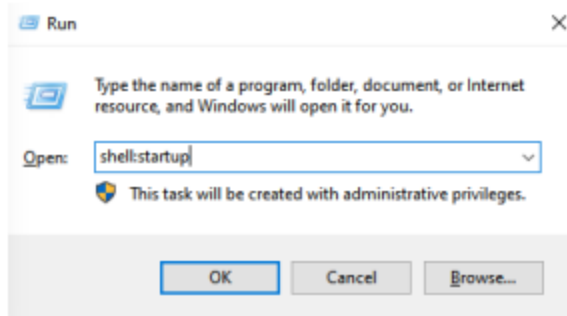 Run
Type the name of a program, folder, document, or Internet
resource, and Windows will open it for you.
Open: shell:startup
This task will be created with administrative privileges.
OK Cancel Browse...